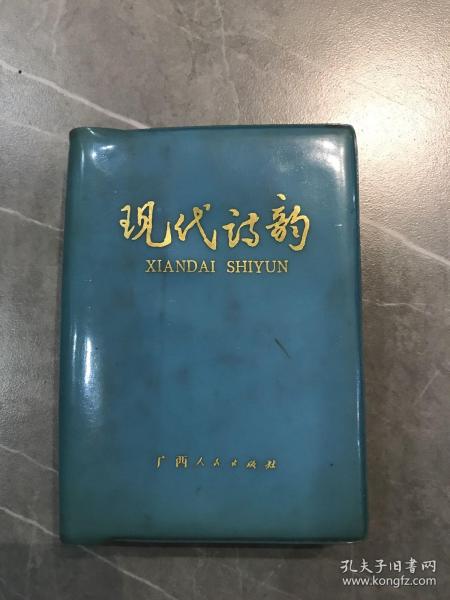 现代诗韵
XIANDAI SHIYUN
广西人民出版社
孔夫子旧书网
www.kongfz.com